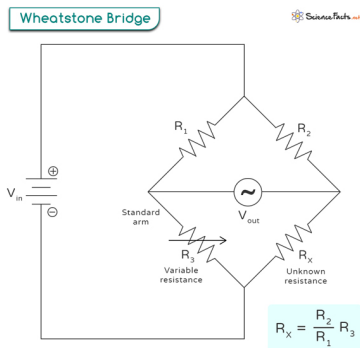 Wheatstone Bridge
ScienceFacts.net
R1
R2
Vin
+
−
~
Vout
Standard
arm
R3
Variable
resistance
RX
Unknown
resistance
RX = R2/R1 R3